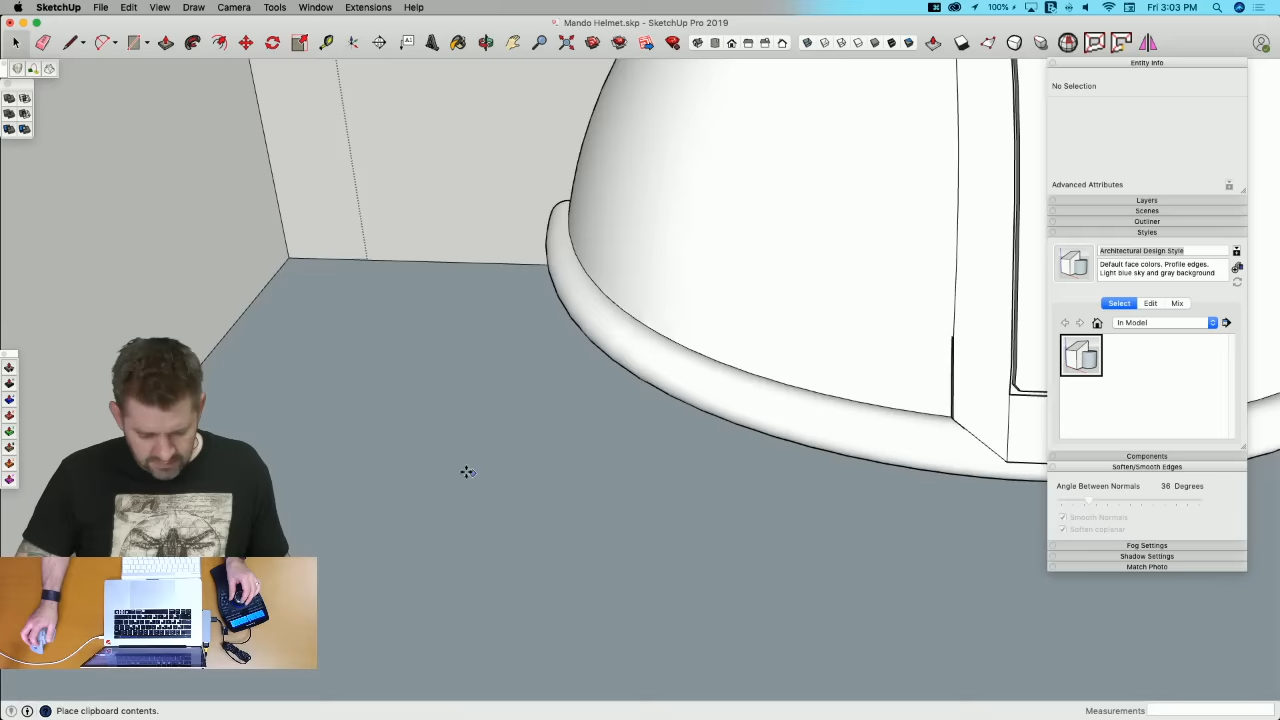 SketchUp File Edit View Draw Camera Tools Window Extensions Help
100% Fri 3:03 PM
Mando Helmet.skp - SketchUp Pro 2019
Entity Info
No Selection
Advanced Attributes
Layers
Scenes
Outliner
Styles
Architectural Design Style
Default face colors. Profile edges.
Light blue sky and gray background
Select Edit Mix
In Model
Components
Soften/Smooth Edges
Angle Between Normals 36 Degrees
Smooth Normals
Soften coplanar
Fog Settings
Shadow Settings
Match Photo
Place clipboard contents.
Measurements